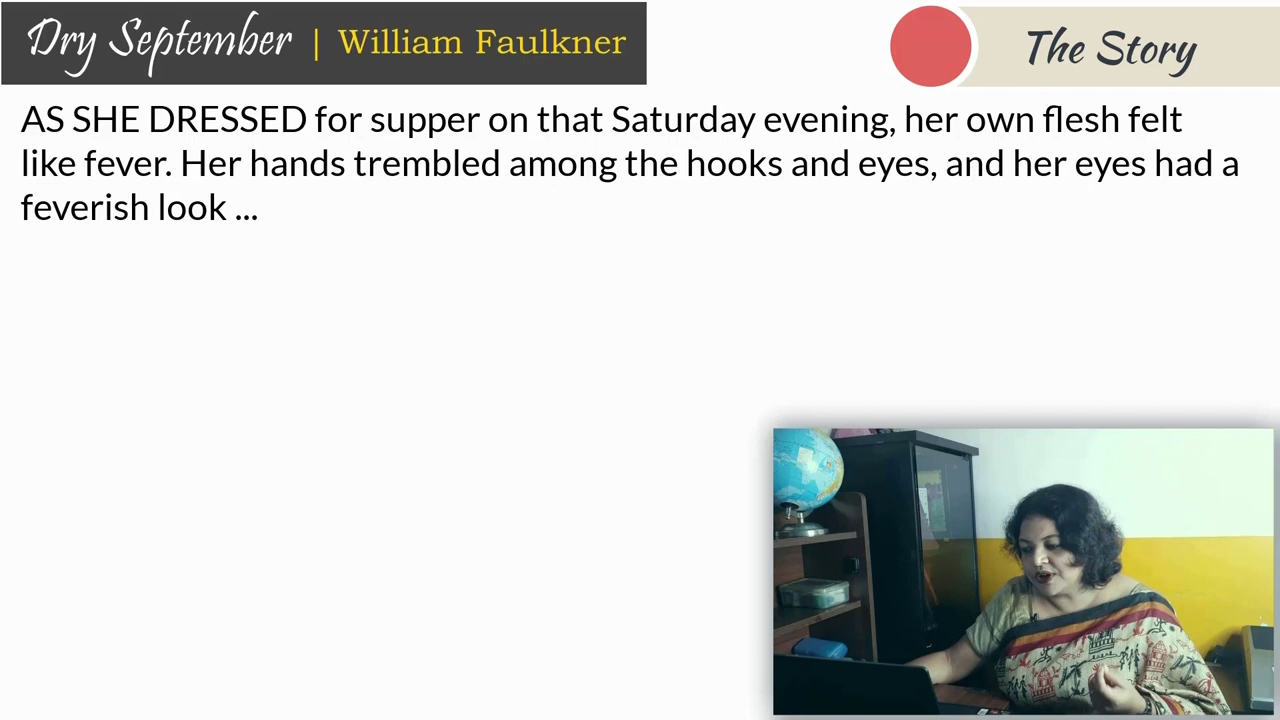 Dry September | William Faulkner
The Story
AS SHE DRESSED for supper on that Saturday evening, her own flesh felt
like fever. Her hands trembled among the hooks and eyes, and her eyes had a
feverish look ...